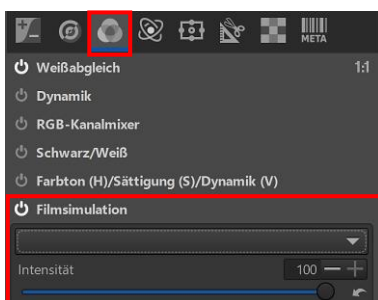 META
Weißabgleich 1:1
Dynamik
RGB-Kanalmixer
Schwarz/Weiß
Farbton (H)/Sättigung (S)/Dynamik (V)
Filmsimulation
Intensität 100